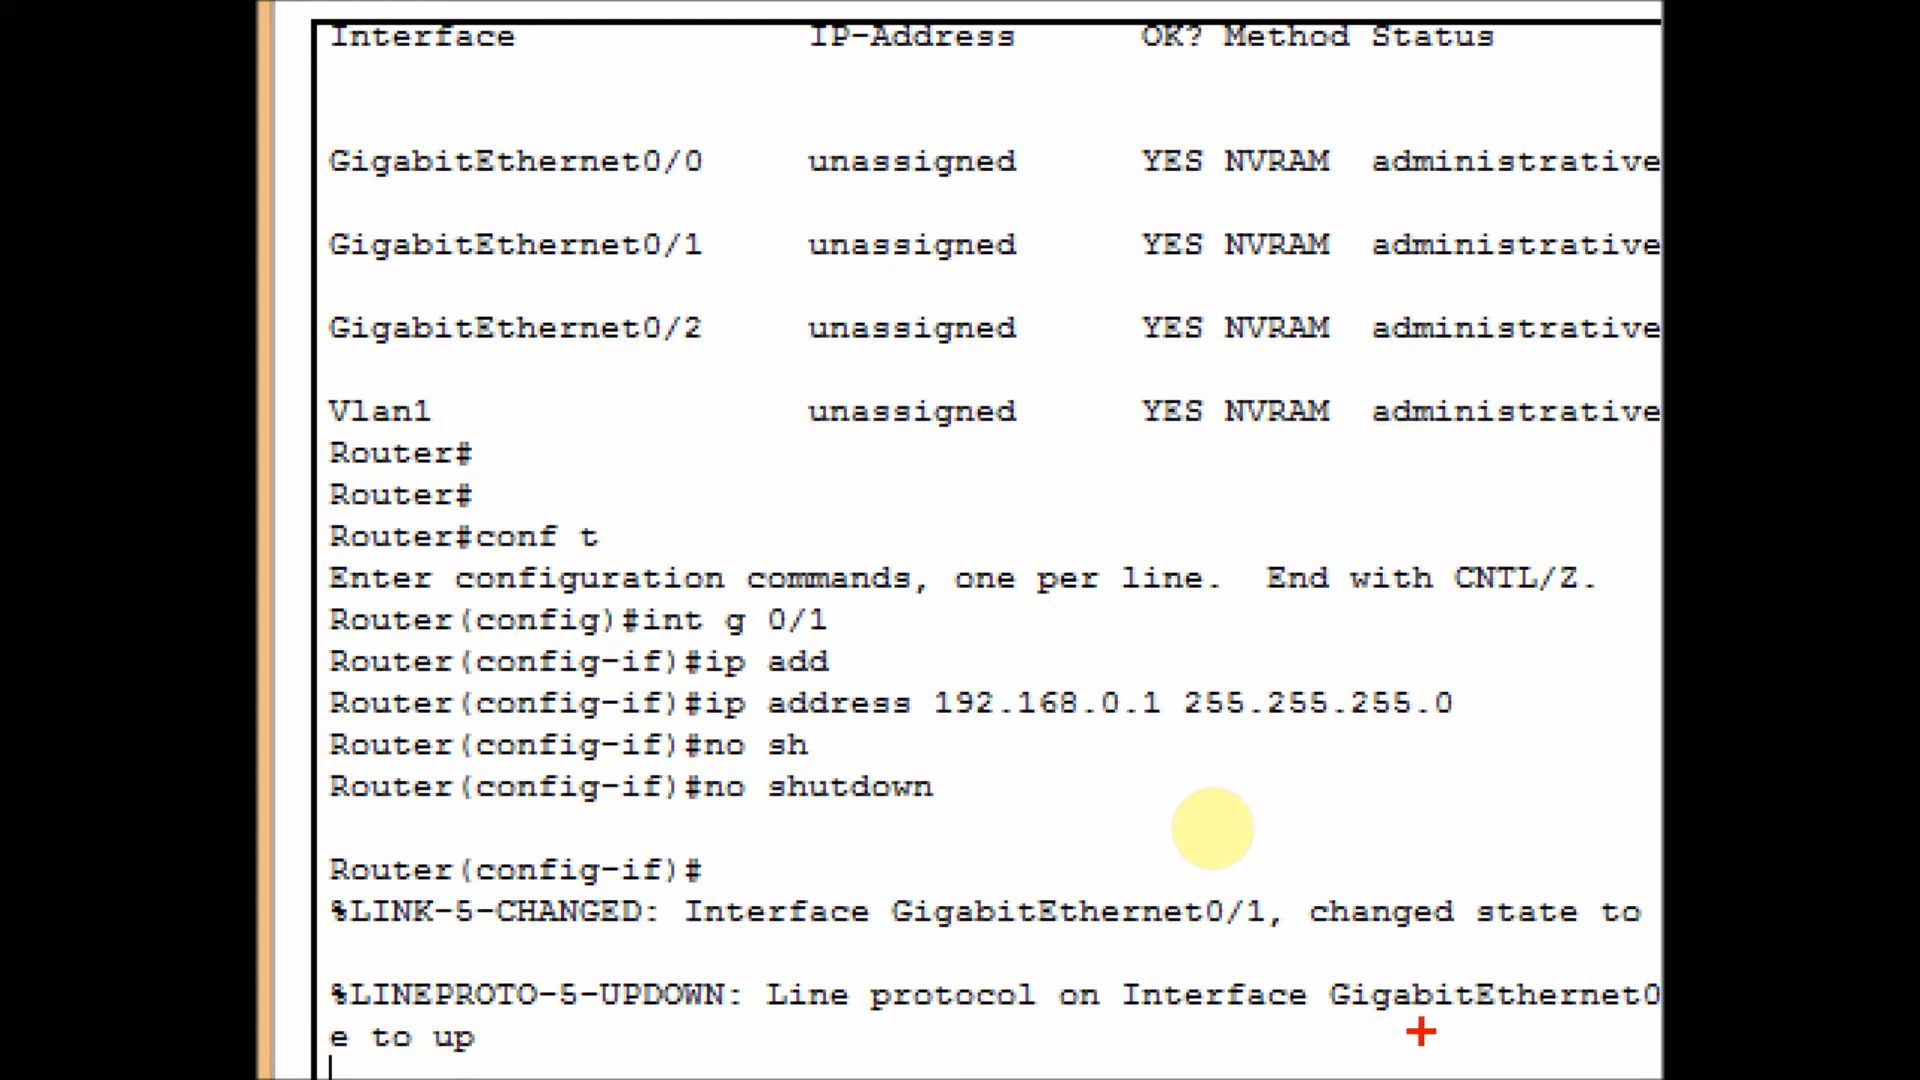 Interface IP-Address OK? Method Status
GigabitEthernet0/0 unassigned YES NVRAM administrative
GigabitEthernet0/1 unassigned YES NVRAM administrative
GigabitEthernet0/2 unassigned YES NVRAM administrative
Vlan1 unassigned YES NVRAM administrative
Router#
Router#
Router#conf t
Enter configuration commands, one per line. End with CNTL/Z.
Router(config)#int g 0/1
Router(config-if)#ip add
Router(config-if)#ip address 192.168.0.1 255.255.255.0
Router(config-if)#no sh
Router(config-if)#no shutdown
Router(config-if)#
%LINK-5-CHANGED: Interface GigabitEthernet0/1, changed state to
%LINEPROTO-5-UPDOWN: Line protocol on Interface GigabitEthernet0
e to up